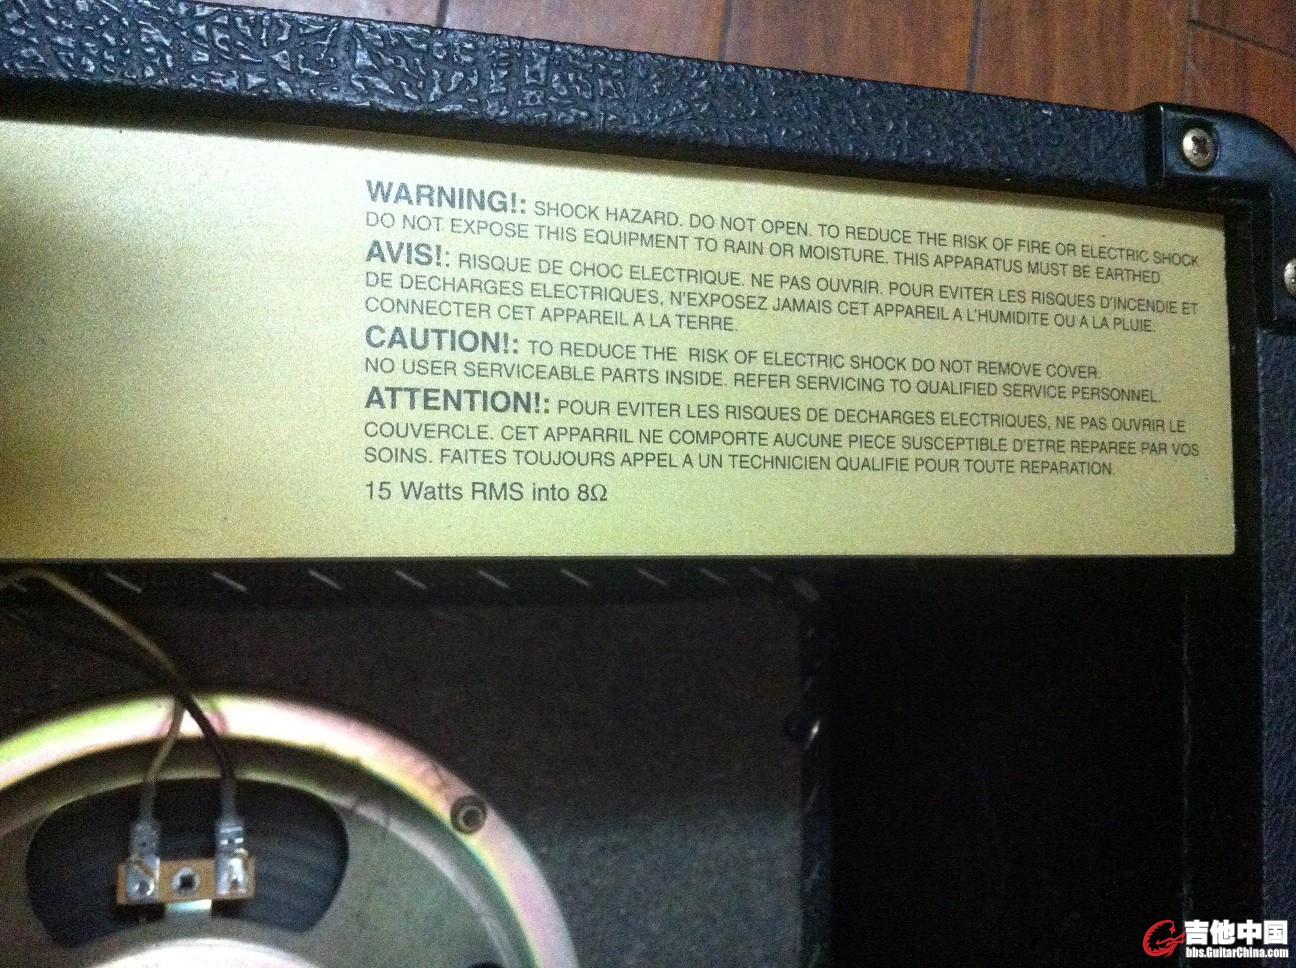 WARNING!: SHOCK HAZARD. DO NOT OPEN. TO REDUCE THE RISK OF FIRE OR ELECTRIC SHOCK
DO NOT EXPOSE THIS EQUIPMENT TO RAIN OR MOISTURE. THIS APPARATUS MUST BE EARTHED.
AVIS!: RISQUE DE CHOC ELECTRIQUE. NE PAS OUVRIR. POUR EVITER LES RISQUES D'INCENDIE ET
DE DECHARGES ELECTRIQUES, N'EXPOSEZ JAMAIS CET APPAREIL A L'HUMIDITE OU A LA PLUIE.
CONNECTER CET APPAREIL A LA TERRE.
CAUTION!: TO REDUCE THE RISK OF ELECTRIC SHOCK DO NOT REMOVE COVER.
NO USER SERVICEABLE PARTS INSIDE. REFER SERVICING TO QUALIFIED SERVICE PERSONNEL.
ATTENTION!: POUR EVITER LES RISQUES DE DECHARGES ELECTRIQUES, NE PAS OUVRIR LE
COUVERCLE. CET APPARRIL NE COMPORTE AUCUNE PIECE SUSCEPTIBLE D'ETRE REPAREE PAR VOS
SOINS. FAITES TOUJOURS APPEL A UN TECHNICIEN QUALIFIE POUR TOUTE REPARATION.
15 Watts RMS into 8Ω
吉他中国
bbs.GuitarChina.com